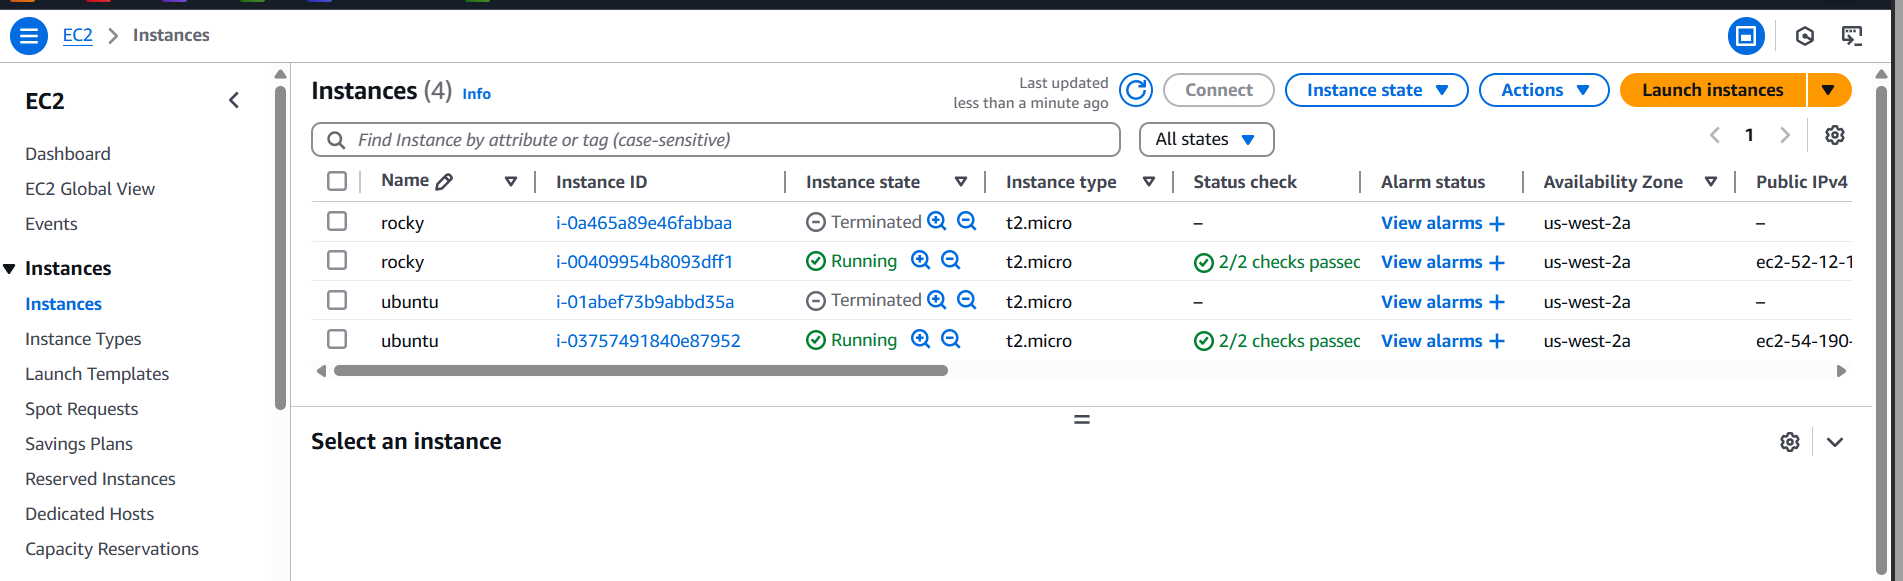 EC2 > Instances
EC2
Dashboard
EC2 Global View
Events
Instances
Instances
Instance Types
Launch Templates
Spot Requests
Savings Plans
Reserved Instances
Dedicated Hosts
Capacity Reservations
Instances (4) Info
Last updated
less than a minute ago
Connect
Instance state
Actions
Launch instances
Find Instance by attribute or tag (case-sensitive)
All states
1
Name Instance ID Instance state Instance type Status check Alarm status Availability Zone Public IPv4
rocky i-0a465a89e46fabbaa Terminated t2.micro – View alarms + us-west-2a –
rocky i-00409954b8093dff1 Running t2.micro 2/2 checks passec View alarms + us-west-2a ec2-52-12-1
ubuntu i-01abef73b9abbd35a Terminated t2.micro – View alarms + us-west-2a –
ubuntu i-03757491840e87952 Running t2.micro 2/2 checks passec View alarms + us-west-2a ec2-54-190-
Select an instance